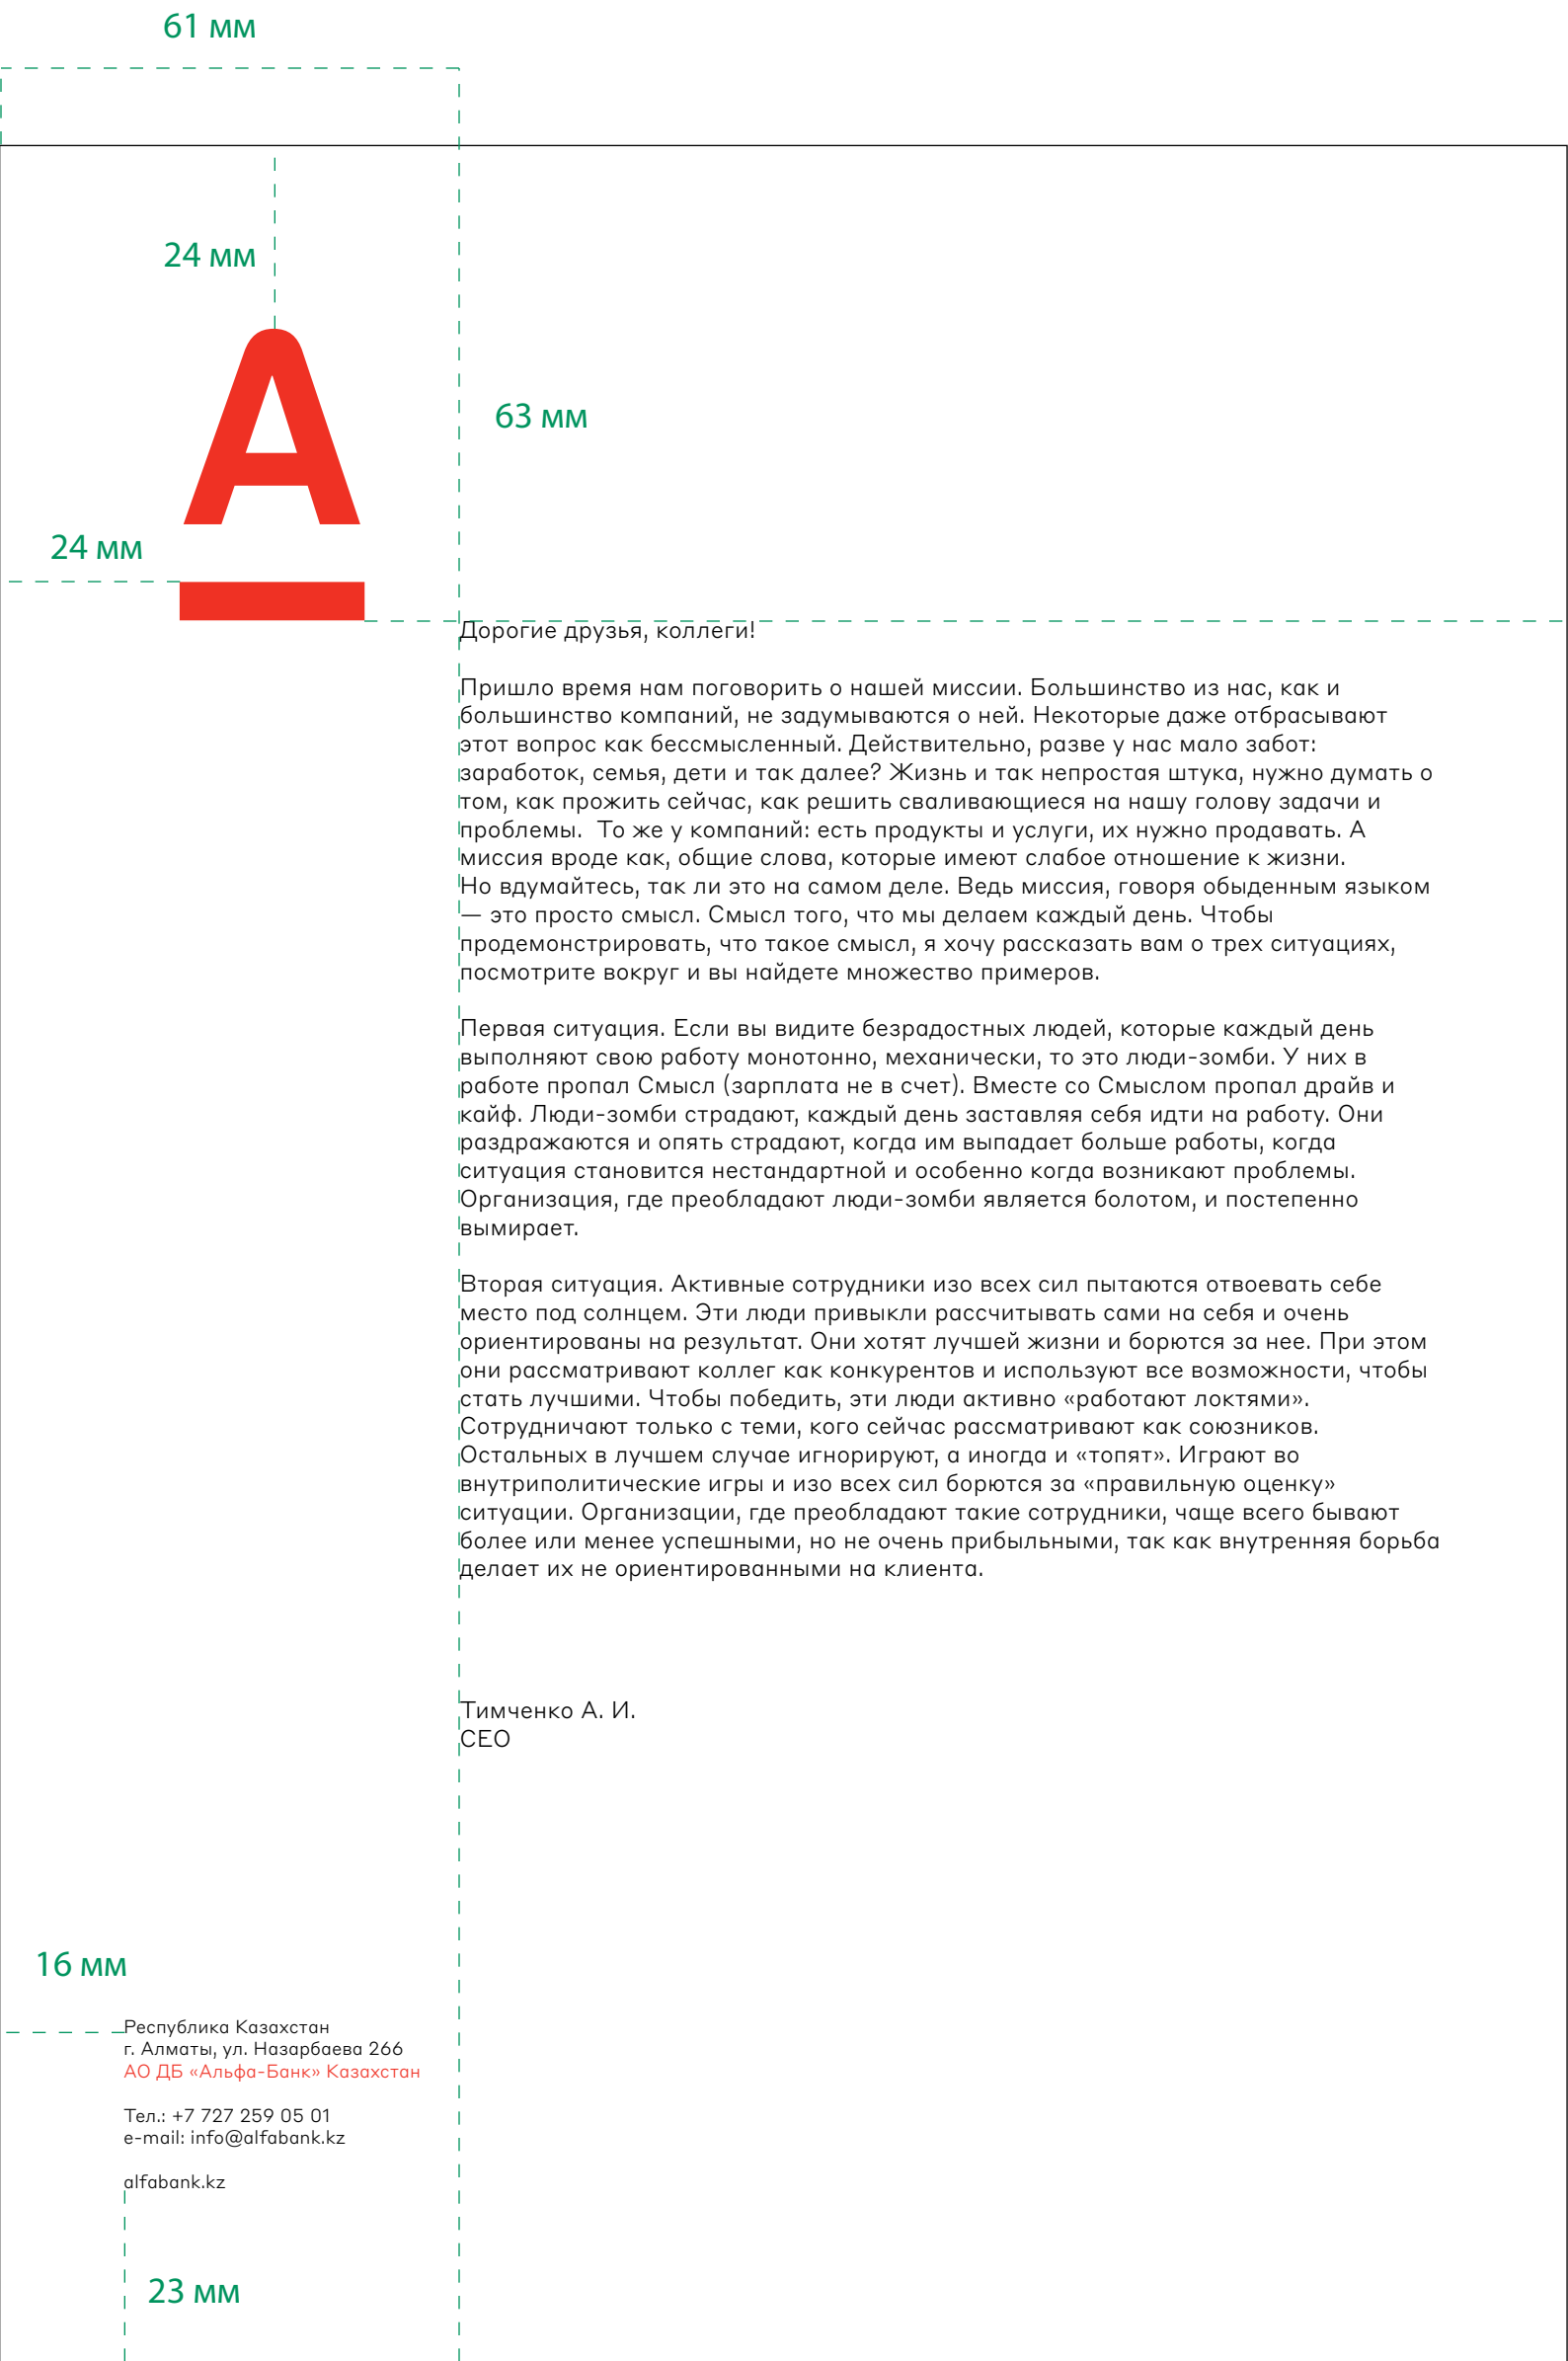 61 мм
24 мм
А
63 мм
24 мм
Дорогие друзья, коллеги!
Пришло время нам поговорить о нашей миссии. Большинство из нас, как и
большинство компаний, не задумываются о ней. Некоторые даже отбрасывают
этот вопрос как бессмысленный. Действительно, разве у нас мало забот:
заработок, семья, дети и так далее? Жизнь и так непростая штука, нужно думать о
том, как прожить сейчас, как решить сваливающиеся на нашу голову задачи и
проблемы.  То же у компаний: есть продукты и услуги, их нужно продавать. А
миссия вроде как, общие слова, которые имеют слабое отношение к жизни.
Но вдумайтесь, так ли это на самом деле. Ведь миссия, говоря обыденным языком
— это просто смысл. Смысл того, что мы делаем каждый день. Чтобы
продемонстрировать, что такое смысл, я хочу рассказать вам о трех ситуациях,
посмотрите вокруг и вы найдете множество примеров.
Первая ситуация. Если вы видите безрадостных людей, которые каждый день
выполняют свою работу монотонно, механически, то это люди-зомби. У них в
работе пропал Смысл (зарплата не в счет). Вместе со Смыслом пропал драйв и
кайф. Люди-зомби страдают, каждый день заставляя себя идти на работу. Они
раздражаются и опять страдают, когда им выпадает больше работы, когда
ситуация становится нестандартной и особенно когда возникают проблемы.
Организация, где преобладают люди-зомби является болотом, и постепенно
вымирает.
Вторая ситуация. Активные сотрудники изо всех сил пытаются отвоевать себе
место под солнцем. Эти люди привыкли рассчитывать сами на себя и очень
ориентированы на результат. Они хотят лучшей жизни и борются за нее. При этом
они рассматривают коллег как конкурентов и используют все возможности, чтобы
стать лучшими. Чтобы победить, эти люди активно «работают локтями».
Сотрудничают только с теми, кого сейчас рассматривают как союзников.
Остальных в лучшем случае игнорируют, а иногда и «топят». Играют во
внутриполитические игры и изо всех сил борются за «правильную оценку»
ситуации. Организации, где преобладают такие сотрудники, чаще всего бывают
более или менее успешными, но не очень прибыльными, так как внутренняя борьба
делает их не ориентированными на клиента.
Тимченко А. И.
CEO
16 мм
Республика Казахстан
г. Алматы, ул. Назарбаева 266
АО ДБ «Альфа-Банк» Казахстан
Тел.: +7 727 259 05 01
e-mail: info@alfabank.kz
alfabank.kz
23 мм